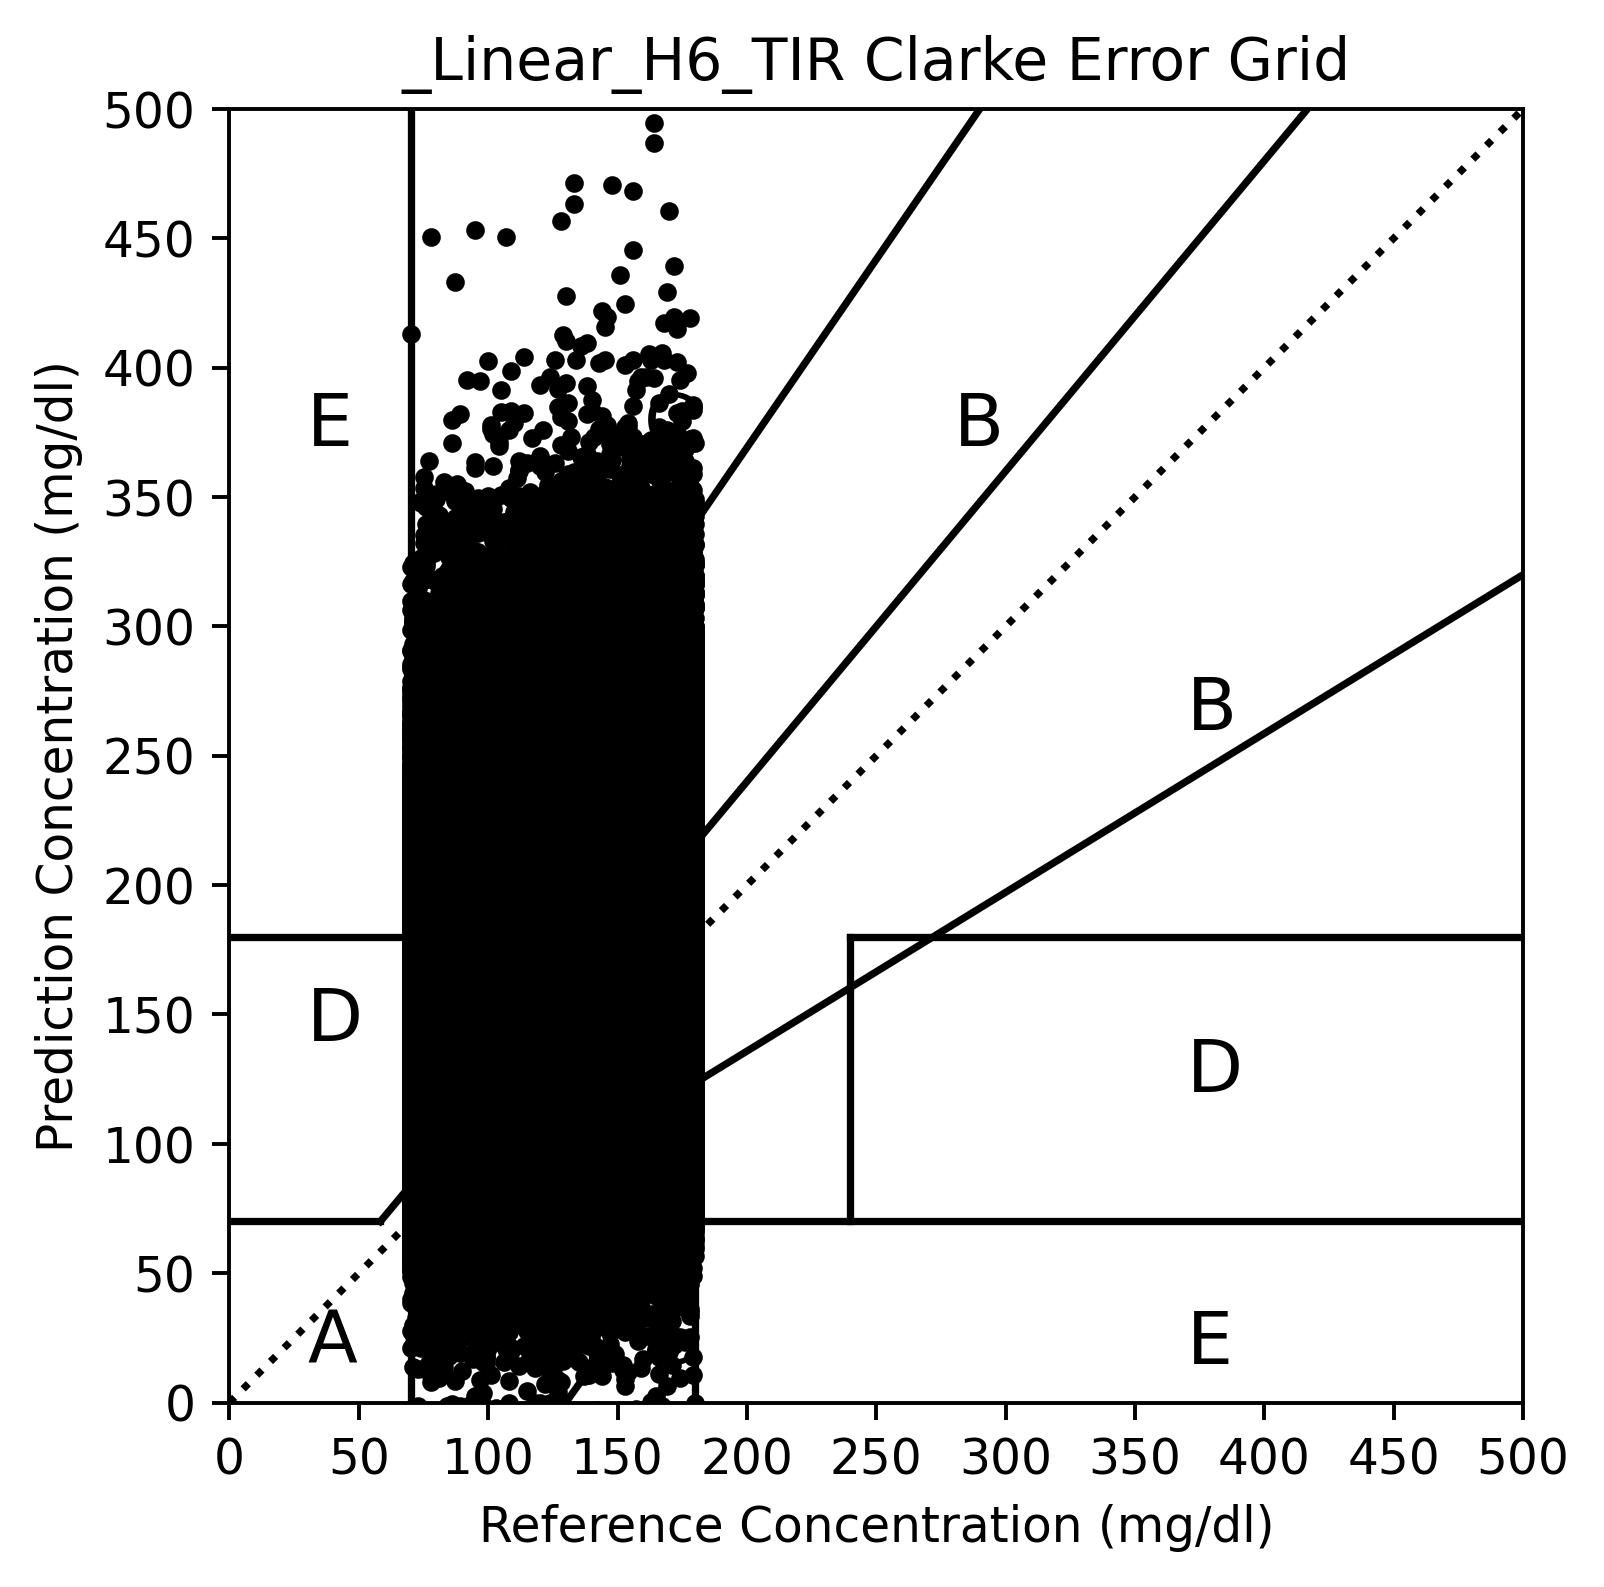 _Linear_H6_TIR Clarke Error Grid
500
450
400
350
300
250
200
150
100
50
0
Prediction Concentration (mg/dl)
E
B
B
D
D
A
E
0 50 100 150 200 250 300 350 400 450 500
Reference Concentration (mg/dl)